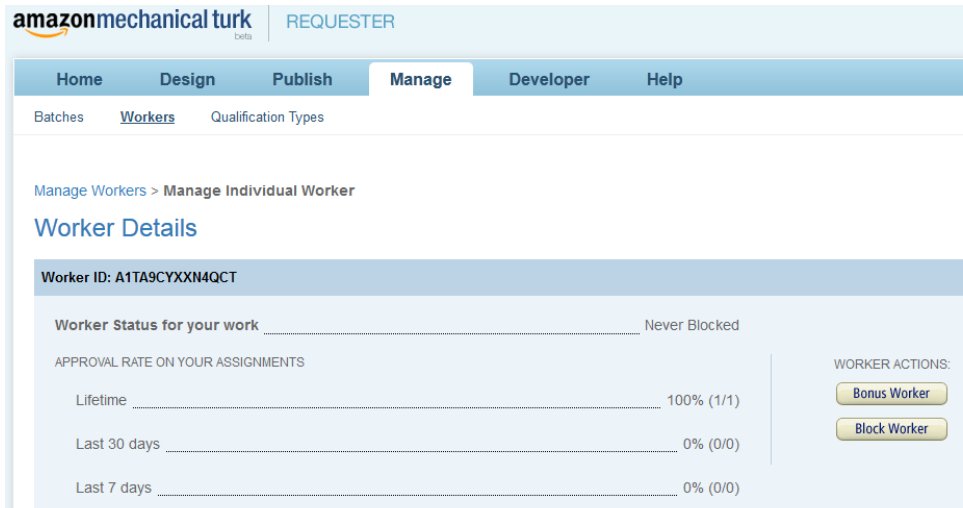 amazonmechanical turk
beta
REQUESTER
Home Design Publish Manage Developer Help
Batches Workers Qualification Types
Manage Workers > Manage Individual Worker
Worker Details
Worker ID: A1TA9CYXXN4QCT
Worker Status for your work Never Blocked
APPROVAL RATE ON YOUR ASSIGNMENTS
WORKER ACTIONS:
Lifetime 100% (1/1)
Bonus Worker
Block Worker
Last 30 days 0% (0/0)
Last 7 days 0% (0/0)